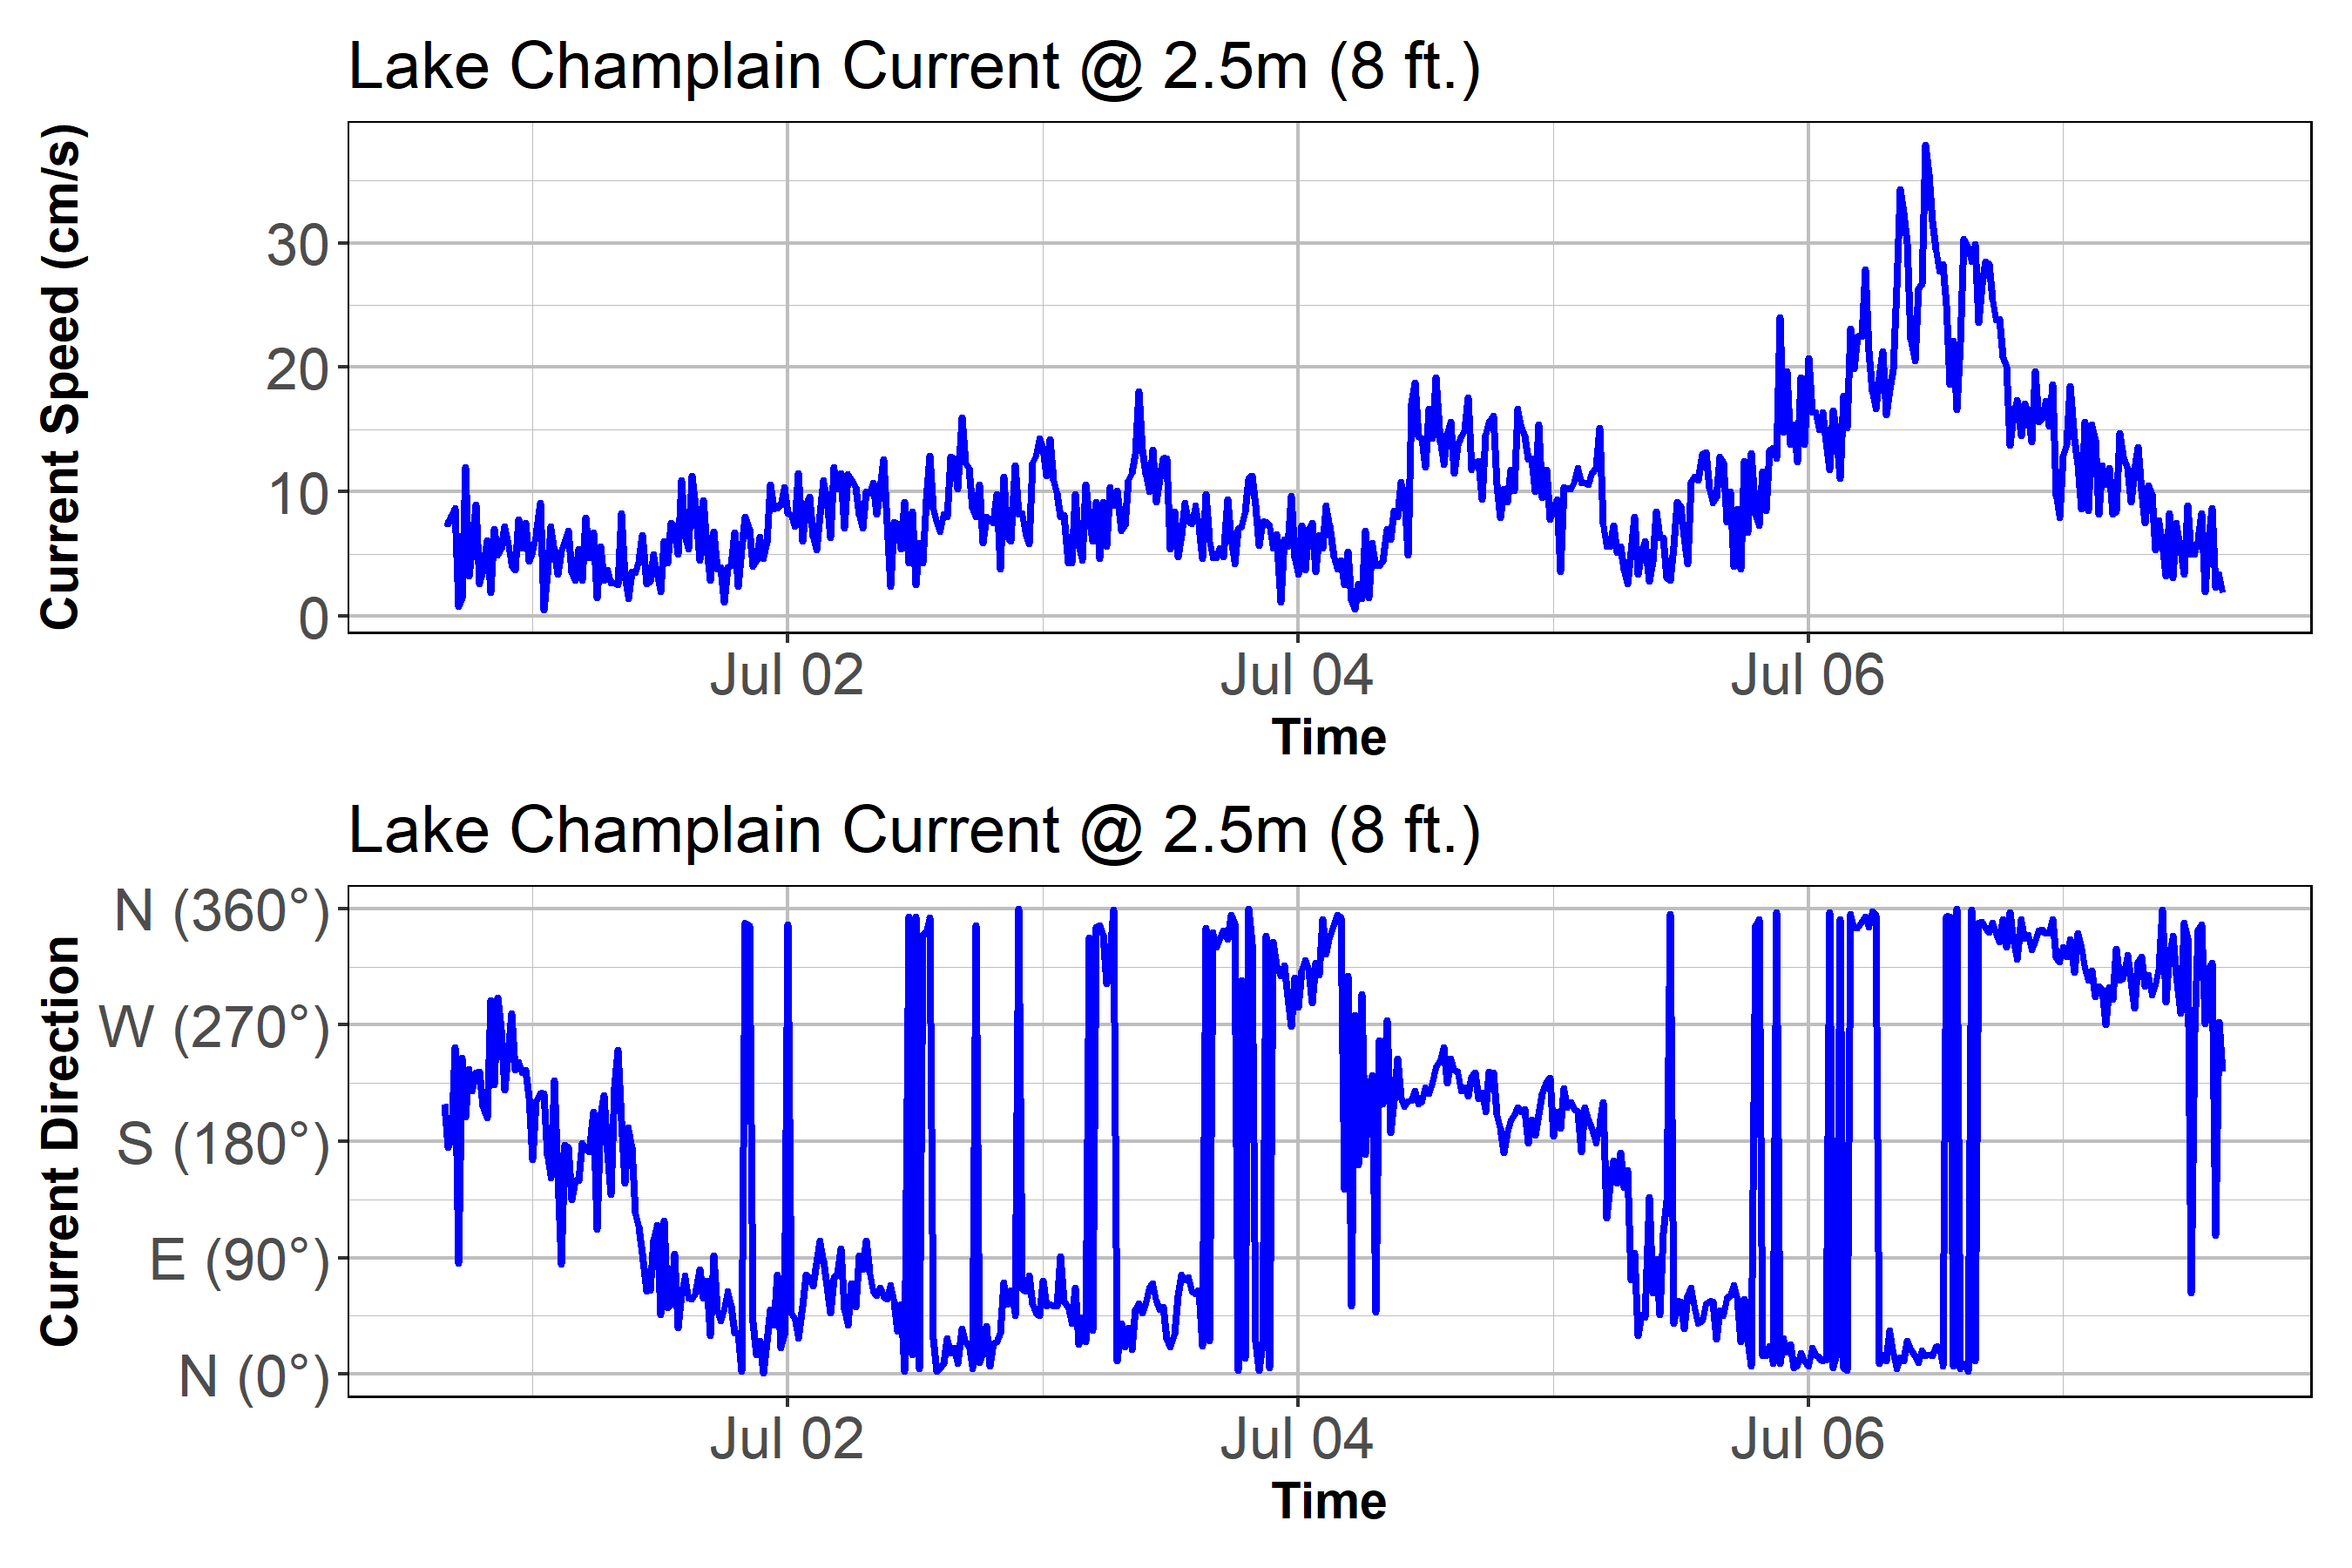 Lake Champlain Current @ 2.5m (8 ft.)
Current Speed (cm/s)
30
20
10
0
Jul 02 Jul 04 Jul 06
Time
Lake Champlain Current @ 2.5m (8 ft.)
Current Direction
N (360°)
W (270°)
S (180°)
E (90°)
N (0°)
Jul 02 Jul 04 Jul 06
Time